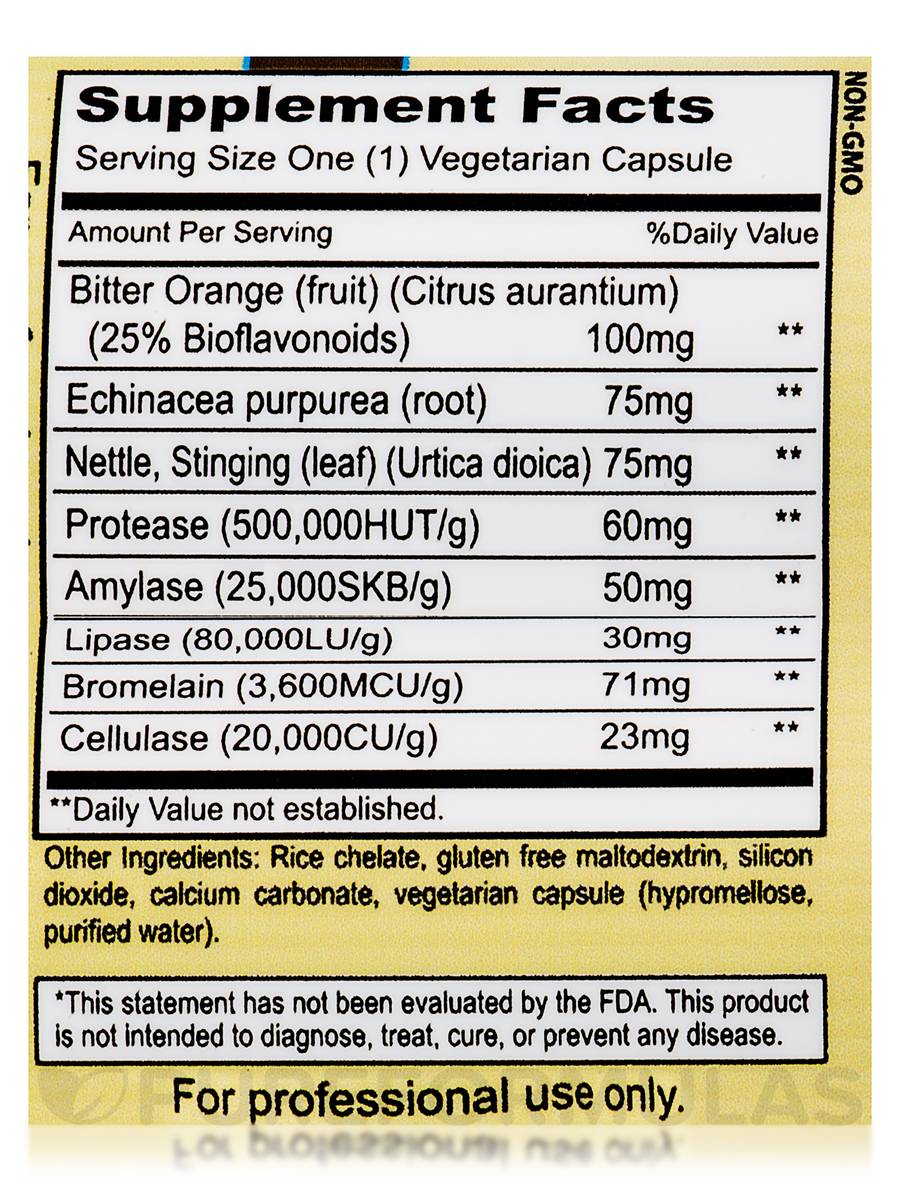 NON-GMO
Supplement Facts
Serving Size One (1) Vegetarian Capsule
Amount Per Serving %Daily Value
Bitter Orange (fruit) (Citrus aurantium)
(25% Bioflavonoids) 100mg **
Echinacea purpurea (root) 75mg **
Nettle, Stinging (leaf) (Urtica dioica) 75mg **
Protease (500,000HUT/g) 60mg **
Amylase (25,000SKB/g) 50mg **
Lipase (80,000LU/g) 30mg **
Bromelain (3,600MCU/g) 71mg **
Cellulase (20,000CU/g) 23mg **
**Daily Value not established.
Other Ingredients: Rice chelate, gluten free maltodextrin, silicon
dioxide, calcium carbonate, vegetarian capsule (hypromellose,
purified water).
*This statement has not been evaluated by the FDA. This product
is not intended to diagnose, treat, cure, or prevent any disease.
PUREFORMULAS
For professional use only.